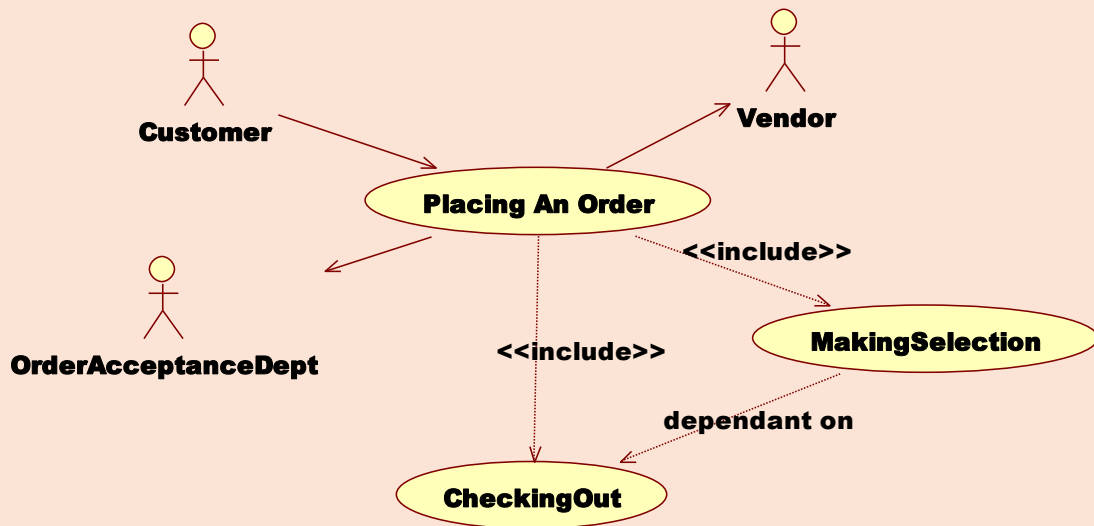 Customer
Vendor
Placing An Order
<<include>>
OrderAcceptanceDept
<<include>>
MakingSelection
dependant on
CheckingOut